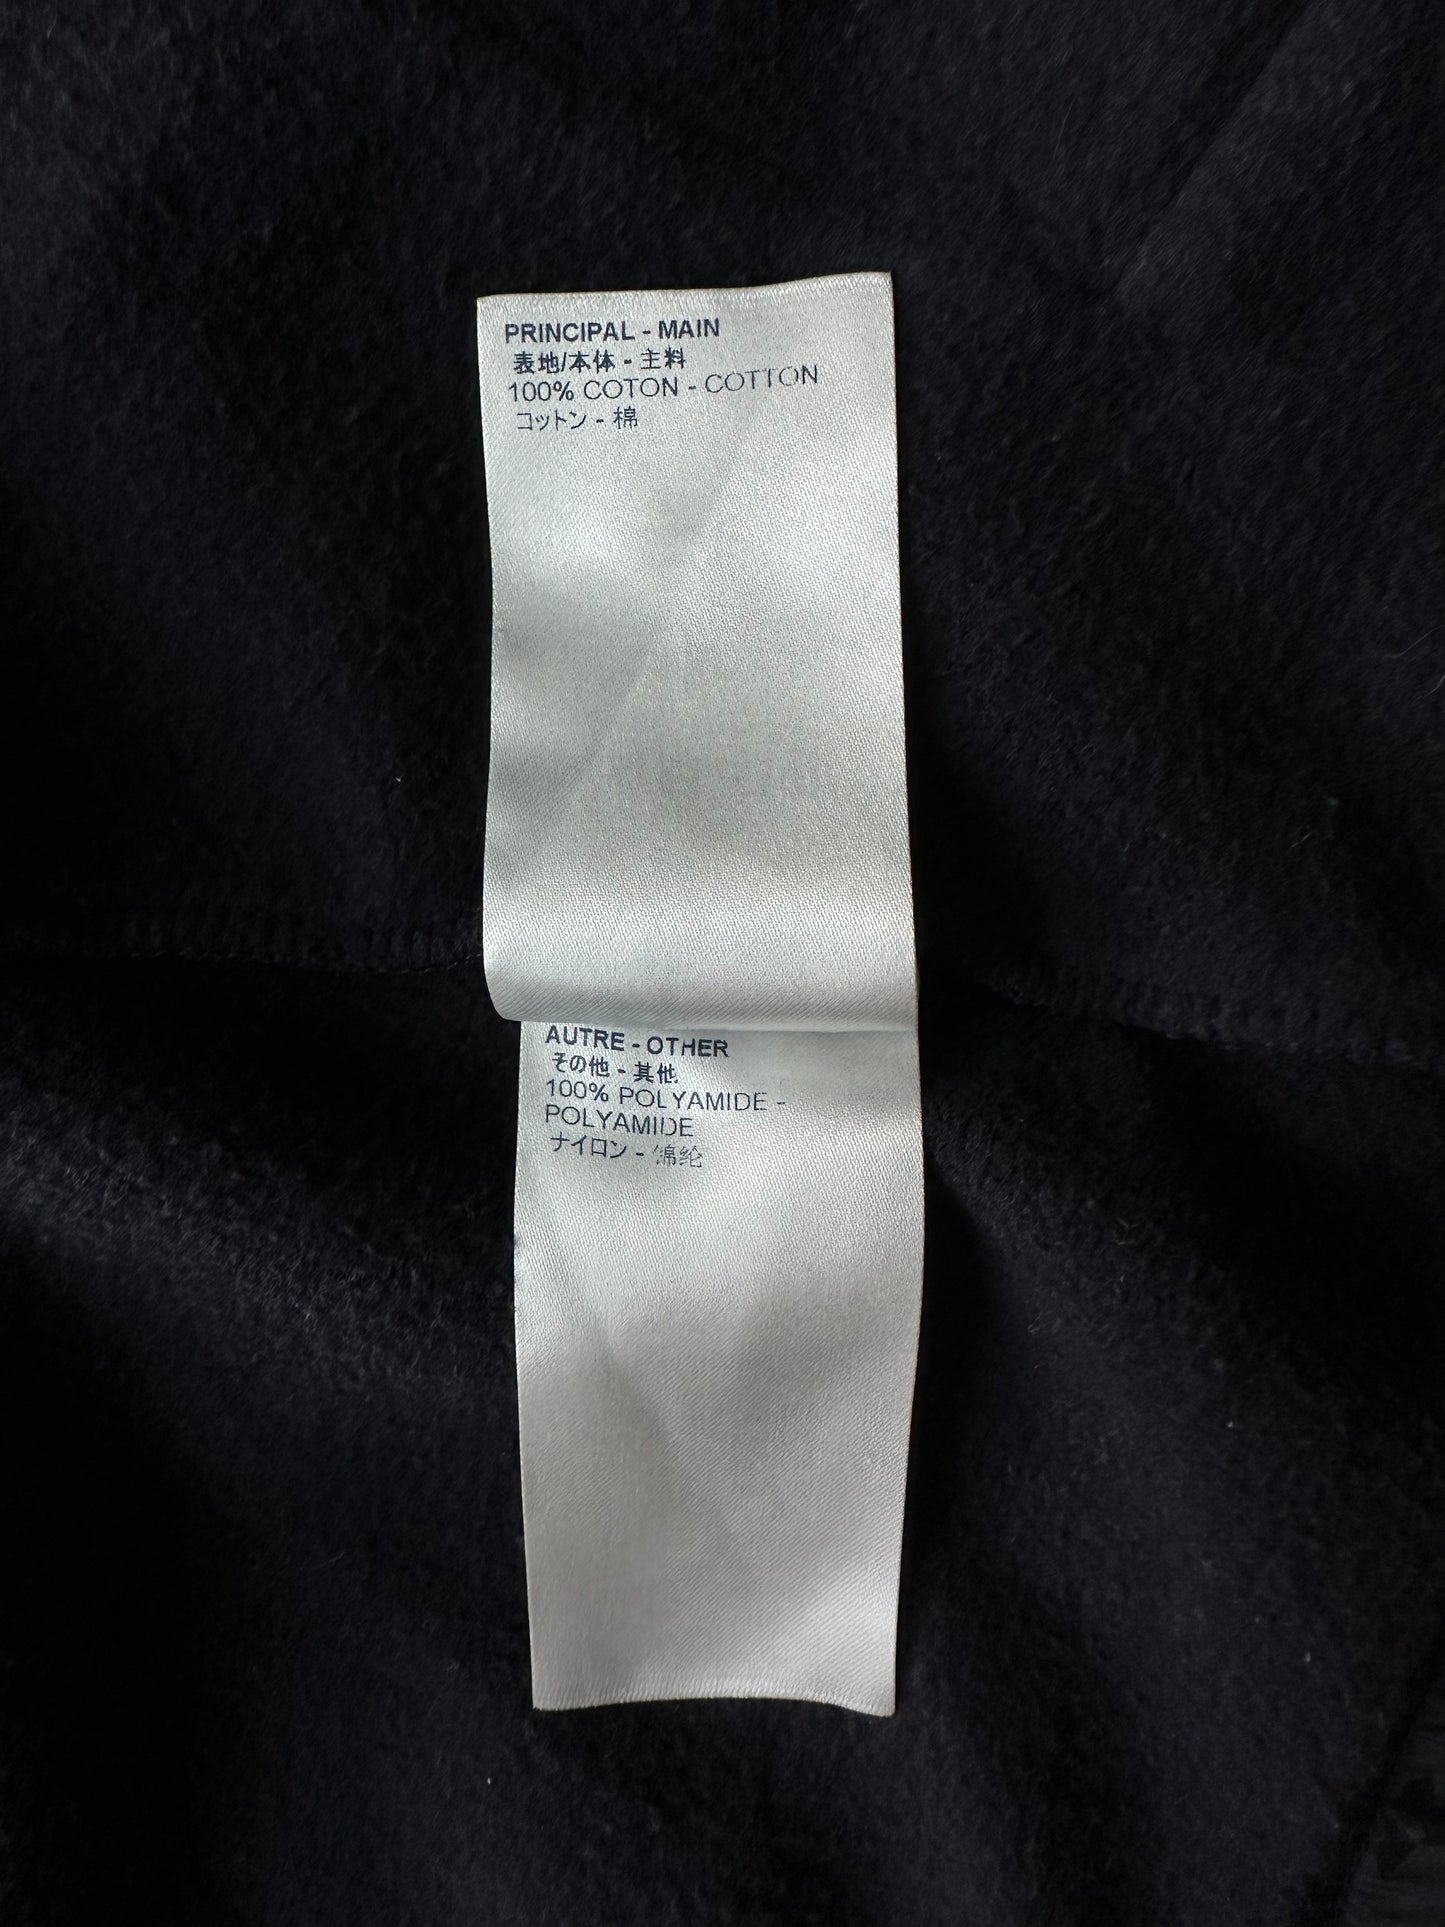 PRINCIPAL - MAIN
表地/本体 - 主料
100% COTON - COTTON
コットン - 棉
AUTRE - OTHER
その他 - 其他
100% POLYAMIDE -
POLYAMIDE
ナイロン - 锦纶